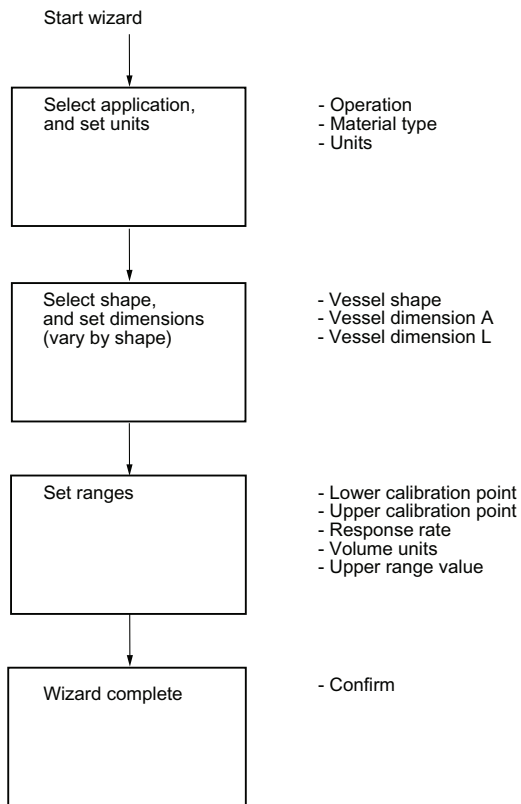 Start wizard
Select application,
and set units
- Operation
- Material type
- Units
Select shape,
and set dimensions
(vary by shape)
- Vessel shape
- Vessel dimension A
- Vessel dimension L
Set ranges
- Lower calibration point
- Upper calibration point
- Response rate
- Volume units
- Upper range value
Wizard complete
- Confirm